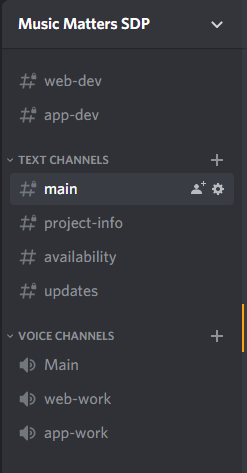 Music Matters SDP
web-dev
app-dev
TEXT CHANNELS
main
project-info
availability
updates
VOICE CHANNELS
Main
web-work
app-work